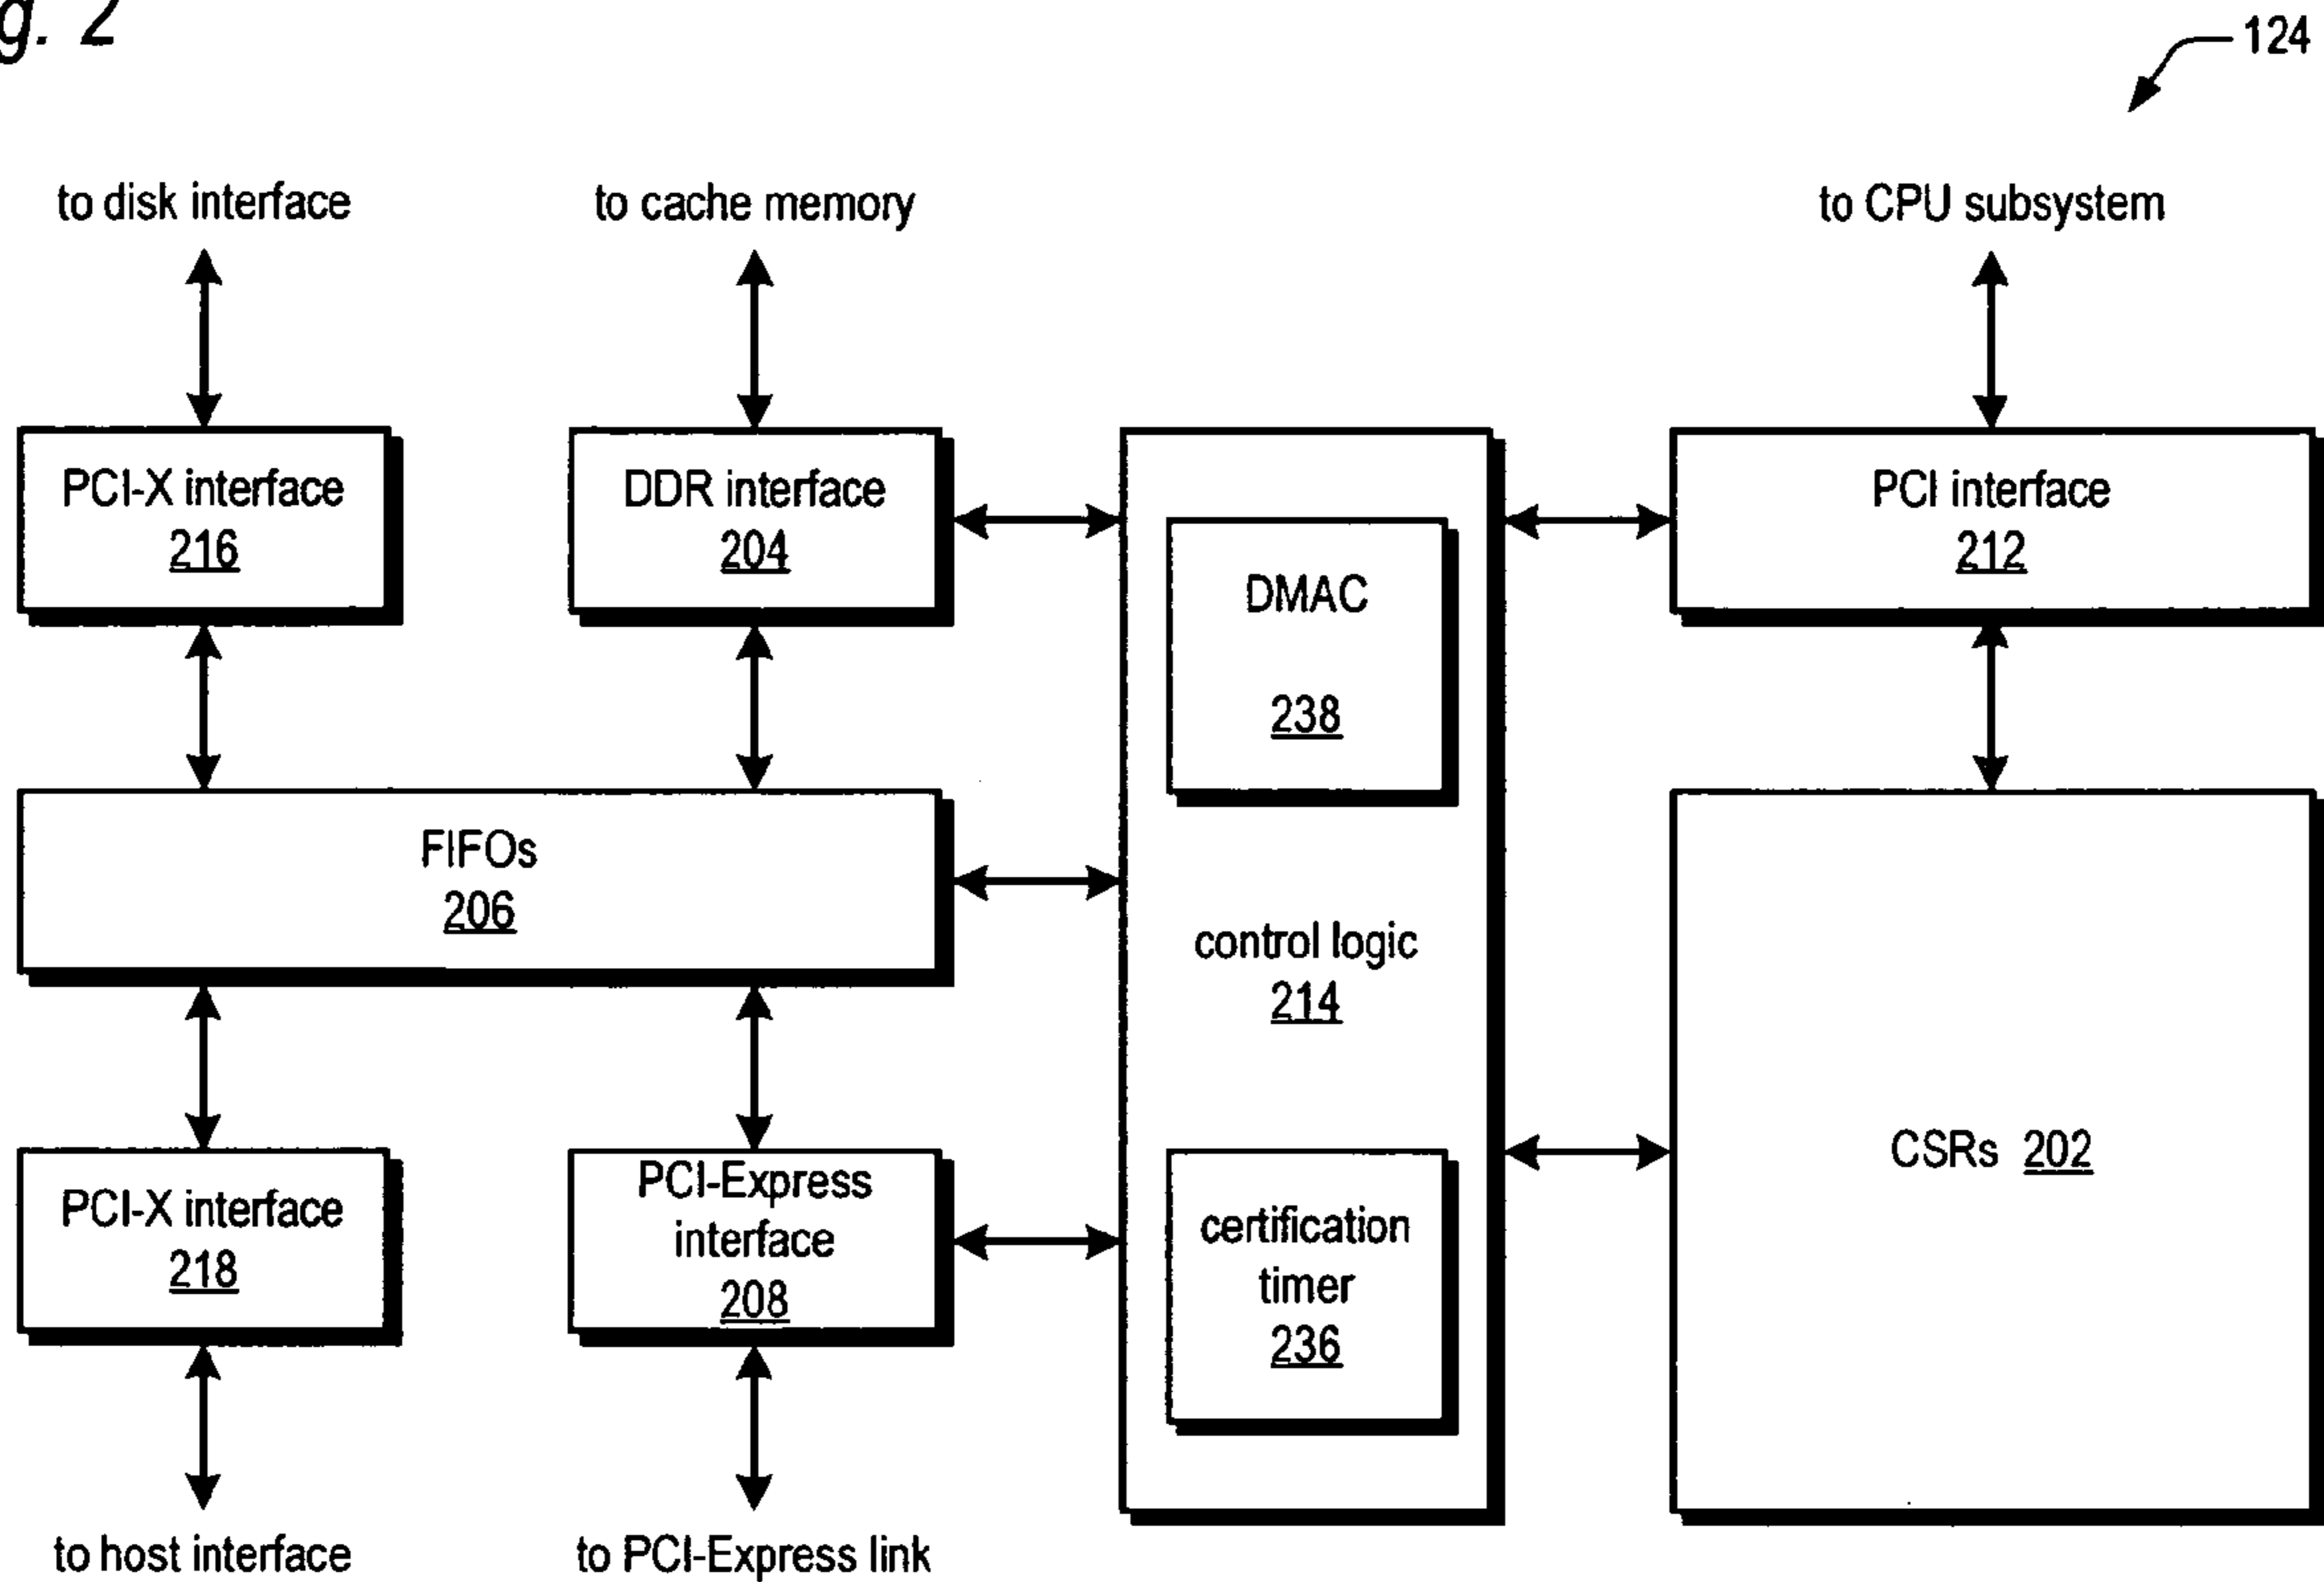 g. 2
124
to disk interface
to cache memory
to CPU subsystem
PCI-X interface
216
DDR interface
204
PCI interface
212
DMAC
238
FIFOs
206
control logic
214
CSRs 202
PCI-X interface
218
PCI-Express
interface
208
certification
timer
236
to host interface
to PCI-Express link